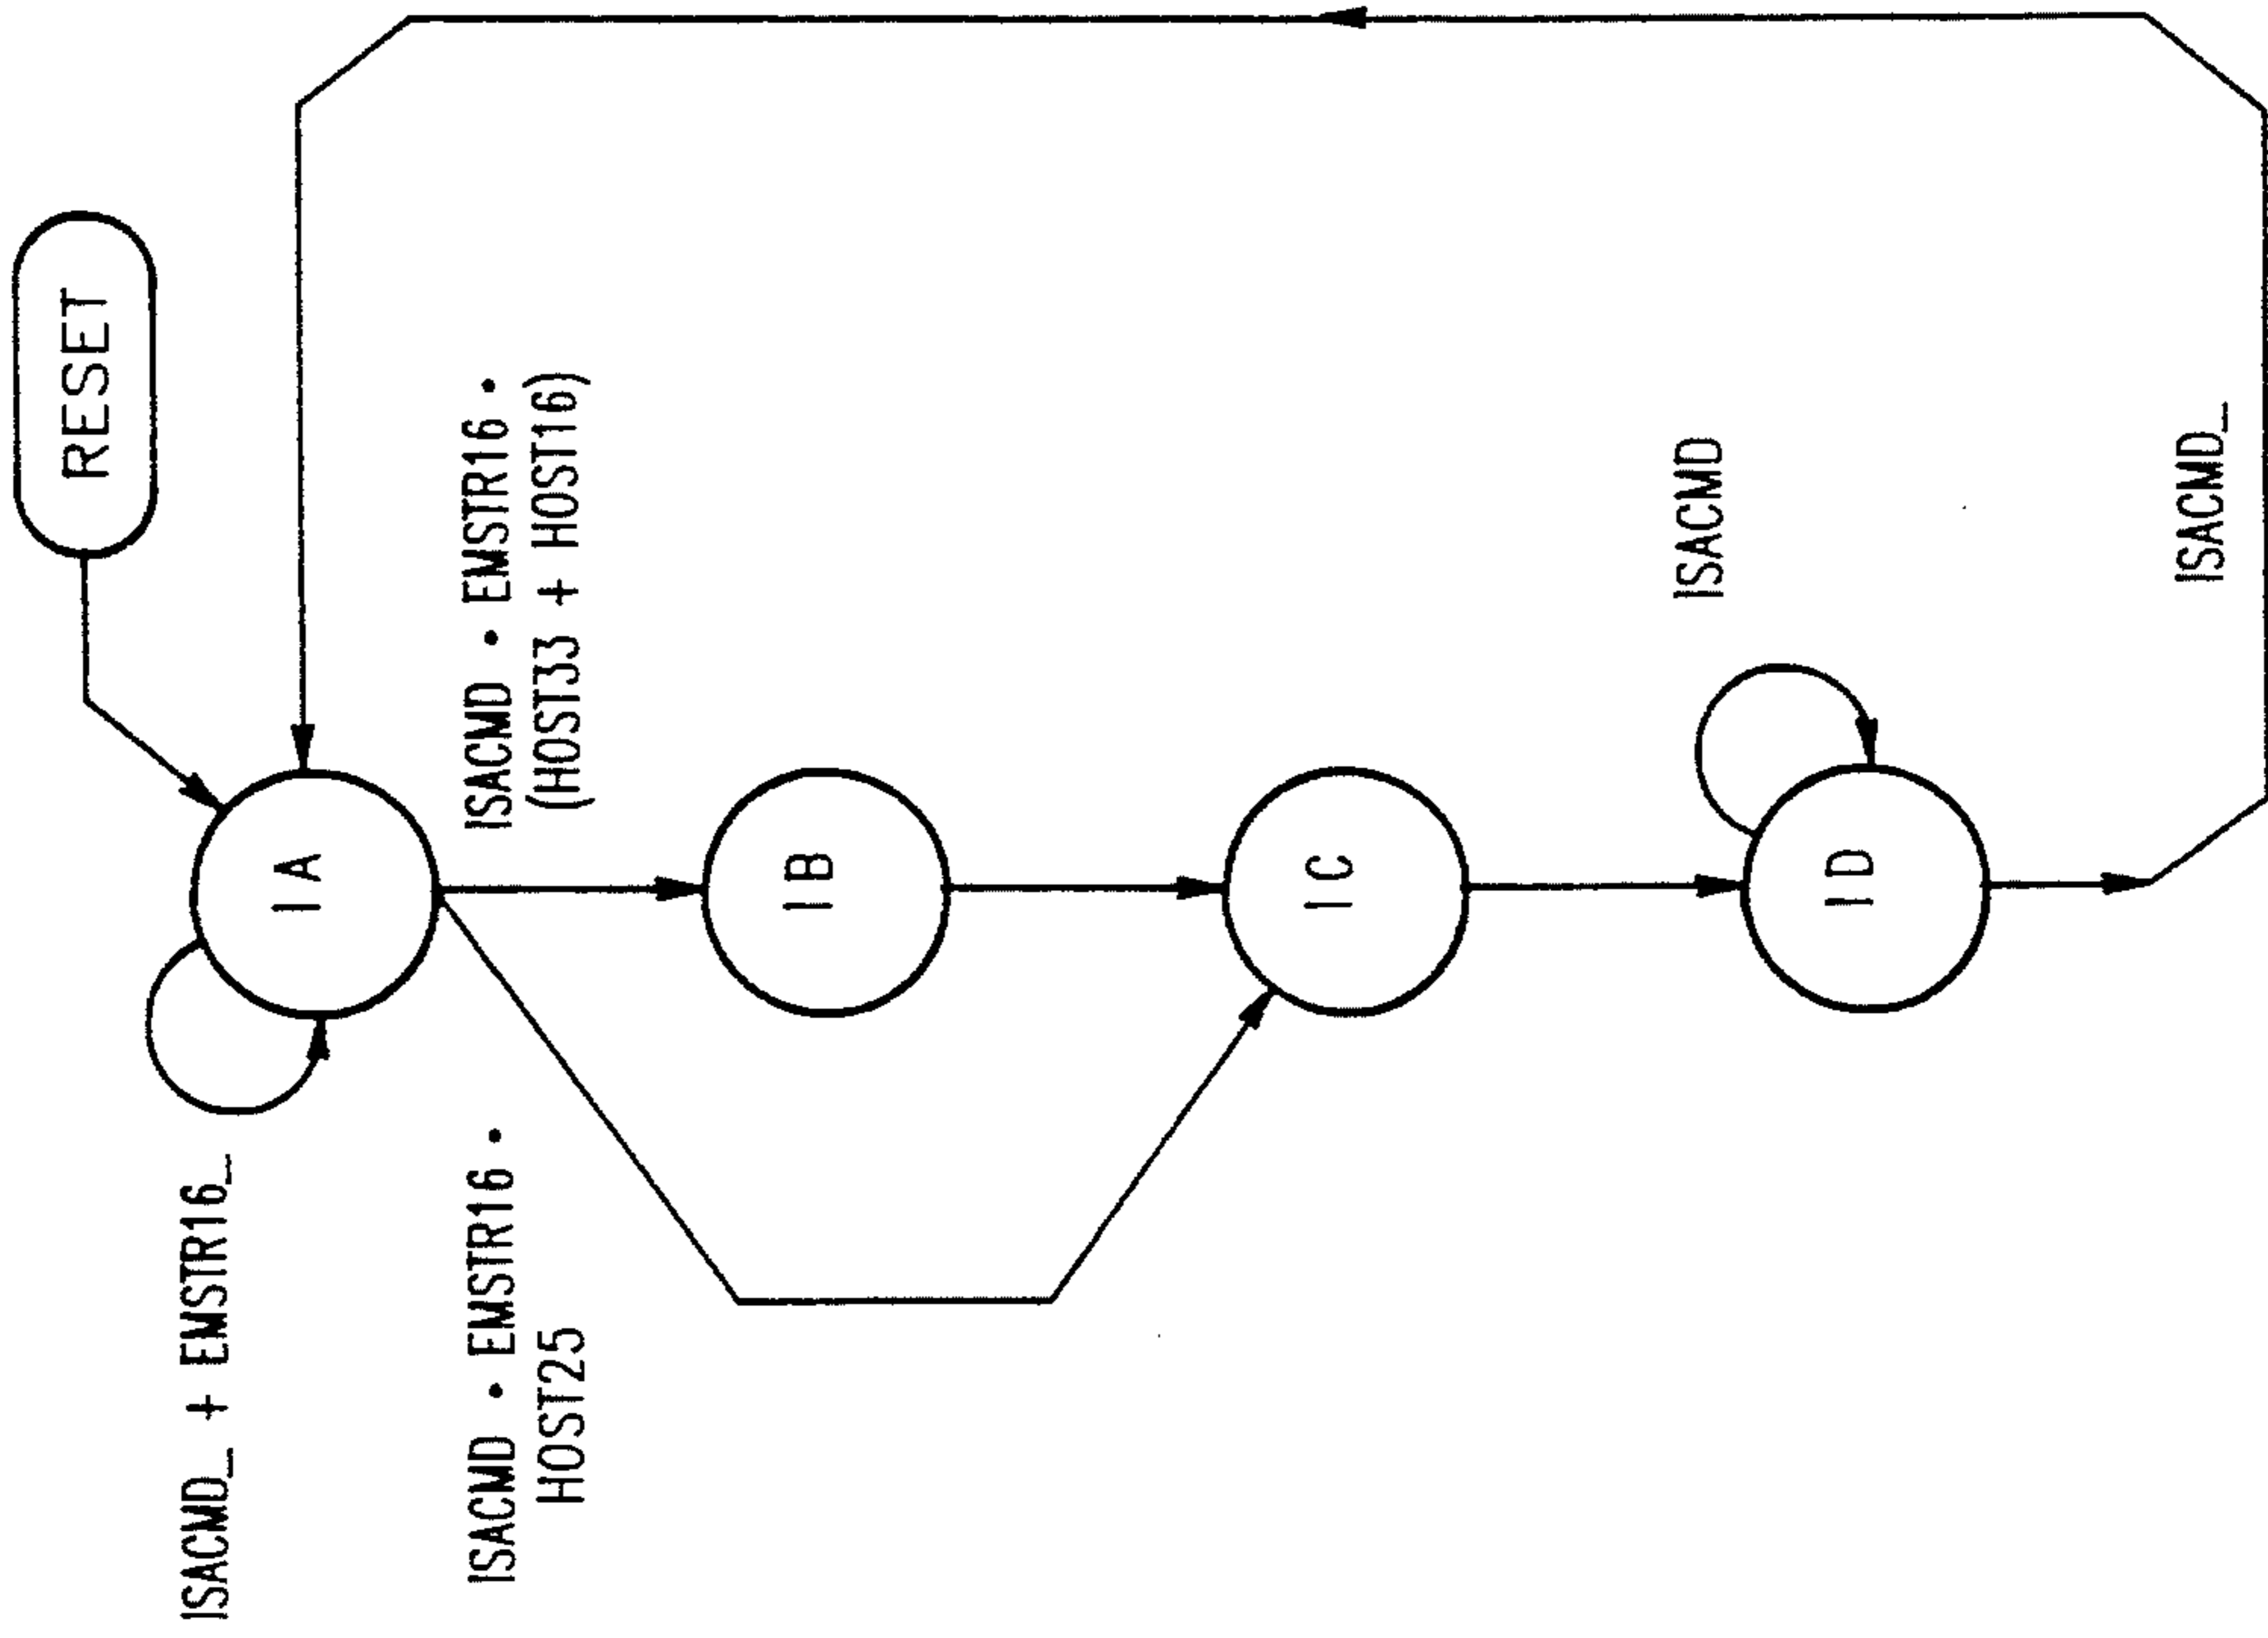 RESET
ISACMD_ + EMSTR16_
IA
ISACMD • EMSTR16 •
HOST25
ISACMD • EMSTR16 •
(HOST33 + HOST16)
IB
IC
ISACMD
ID
ISACMD_